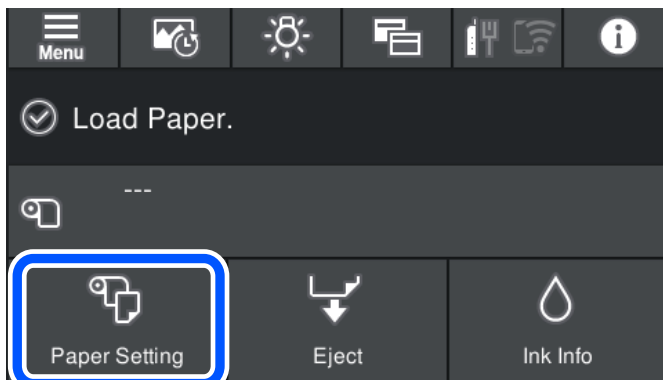 Menu
Load Paper.
---
Paper Setting
Eject
Ink Info